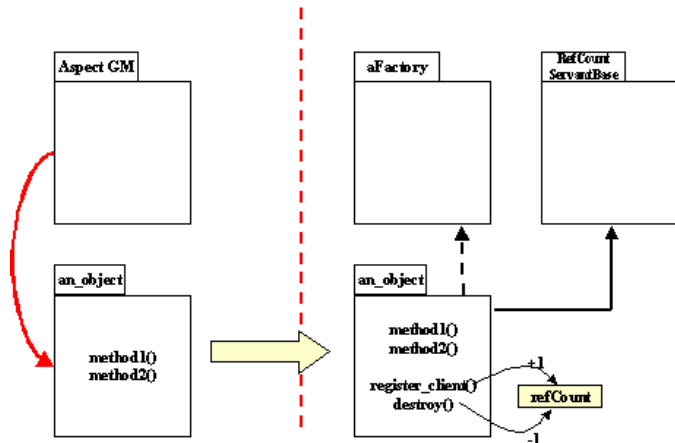 Aspect GM
aFactory
RefCount
ServantBase
an_object
method1()
method2()
an_object
method1()
method2()
register_client()
destroy()
+1
refCount
-1